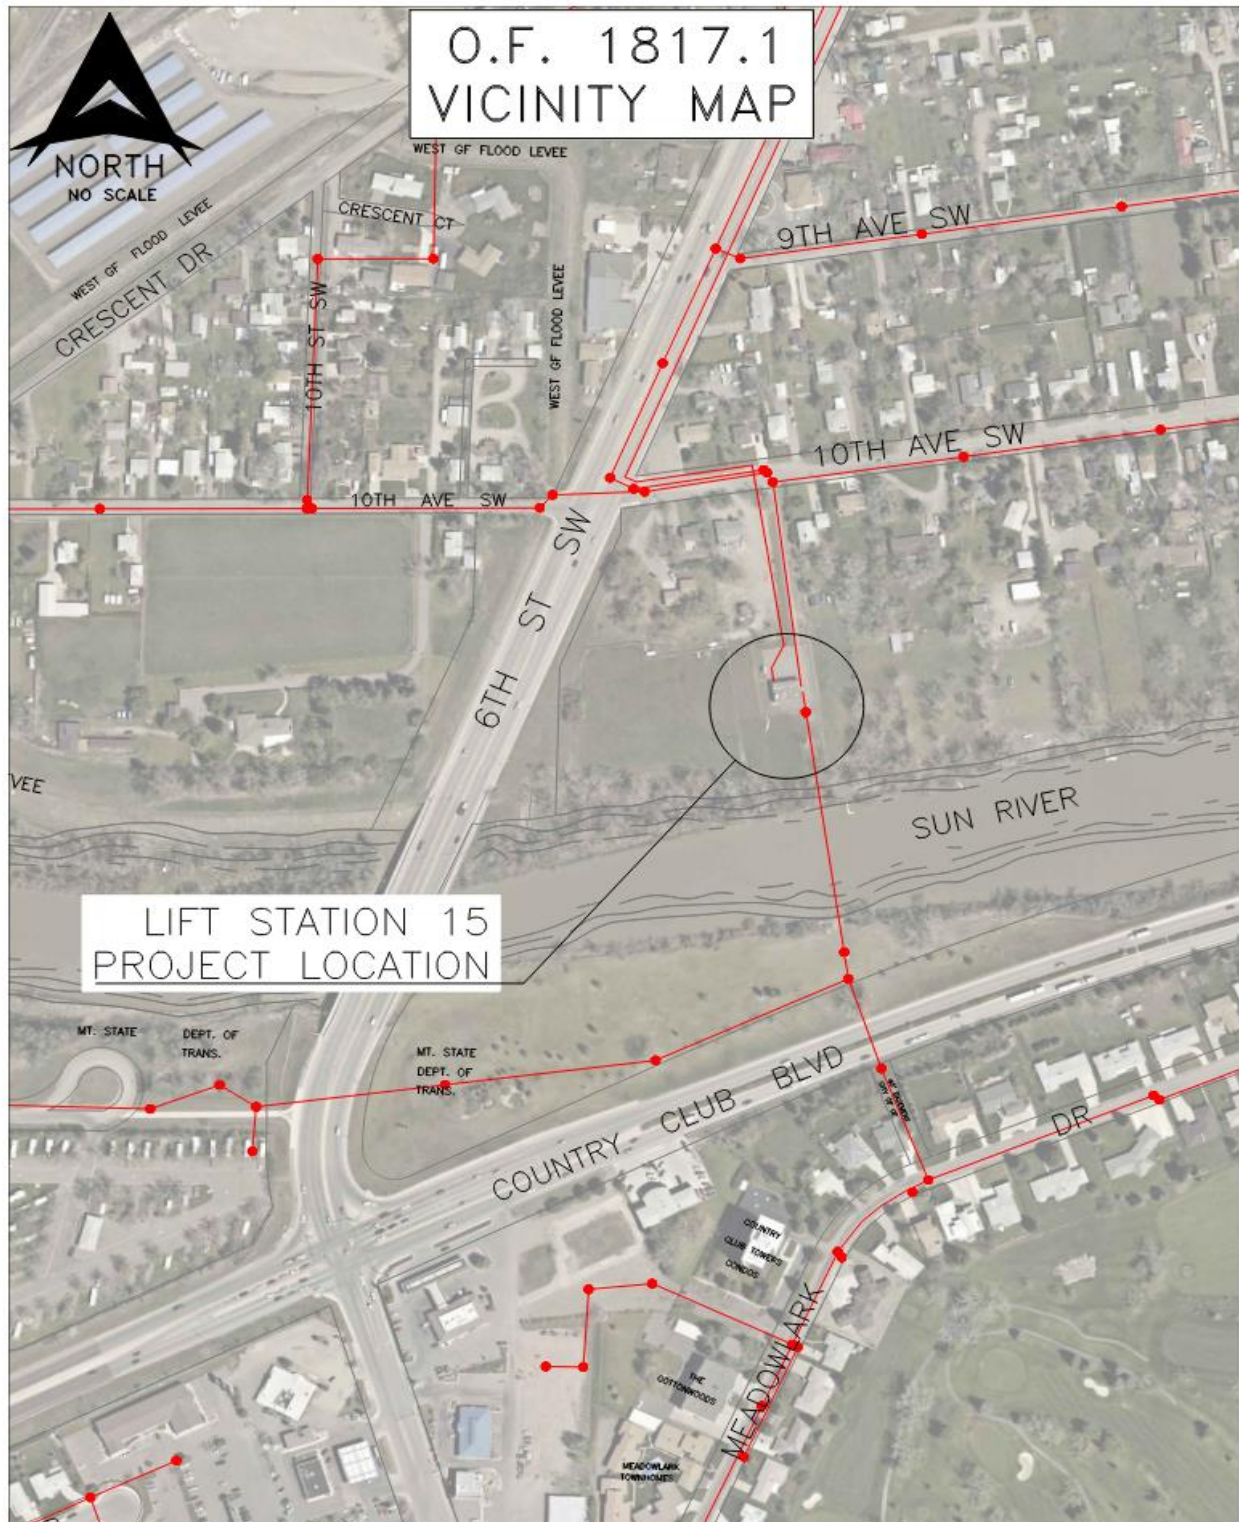 O.F. 1817.1
VICINITY MAP
NORTH
NO SCALE
WEST GF FLOOD LEVEE
CRESCENT CT
9TH AVE SW
WEST GF FLOOD LEVEE
CRESCENT DR
10TH ST SW
WEST GF FLOOD LEVEE
10TH AVE SW
10TH AVE SW
6TH ST SW
VEE
SUN RIVER
LIFT STATION 15
PROJECT LOCATION
MT. STATE
DEPT. OF
TRANS.
MT. STATE
DEPT. OF
TRANS.
COUNTRY CLUB BLVD
MEADOWLARK DR
COUNTRY
CLUB TOWERS
CONDOS
THE
COTTONWOODS
MEADOWLARK
TOWNHOMES